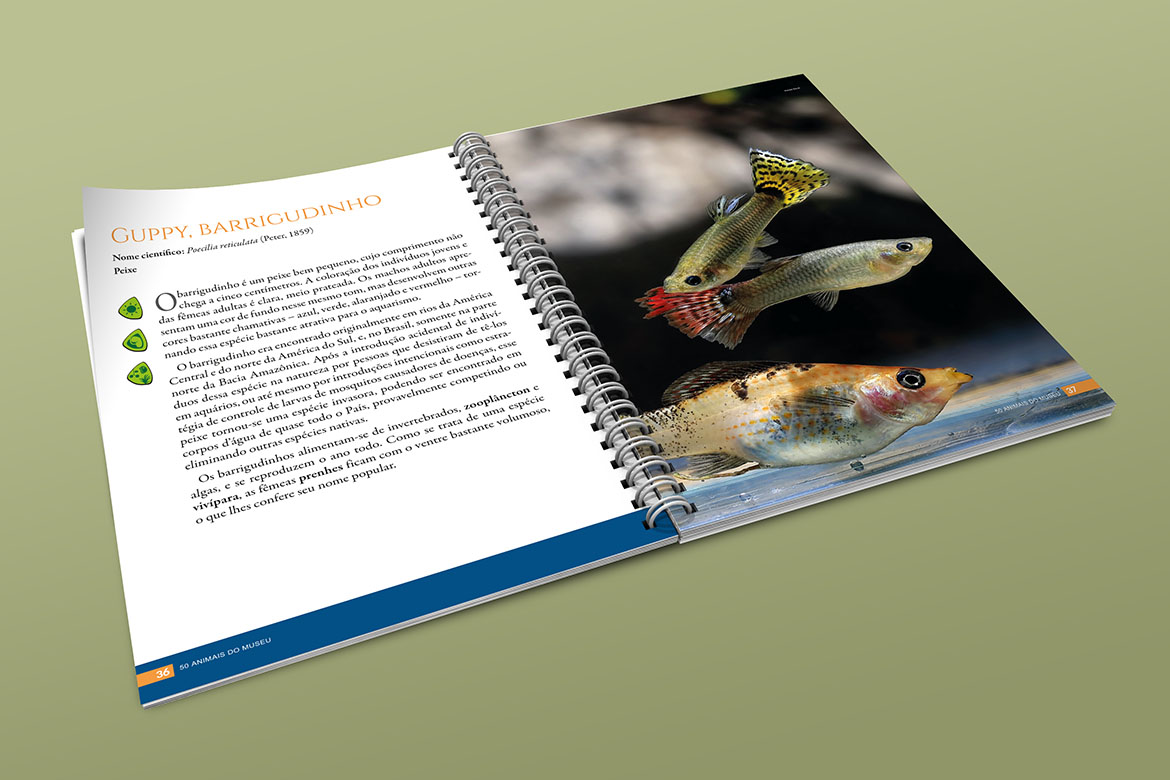 Guppy, barrigudinho
Nome científico: Poecilia reticulata (Peter, 1859)
Peixe
O barrigudinho é um peixe bem pequeno, cujo comprimento não
chega a cinco centímetros. A coloração dos indivíduos jovens e
das fêmeas adultas é clara, meio prateada. Os machos adultos apre-
sentam uma cor de fundo nesse mesmo tom, mas desenvolvem outras
cores bastante chamativas – azul, verde, alaranjado e vermelho – tor-
nando essa espécie bastante atrativa para o aquarismo.
O barrigudinho era encontrado originalmente em rios da América
Central e do norte da América do Sul, e, no Brasil, somente na parte
norte da Bacia Amazônica. Após a introdução acidental de indiví-
duos dessa espécie na natureza por pessoas que desistiram de tê-los
em aquários, ou até mesmo por introduções intencionais como estra-
tégia de controle de larvas de mosquitos causadores de doenças, esse
peixe tornou-se uma espécie invasora, podendo ser encontrado em
corpos d'água de quase todo o País, provavelmente competindo ou
eliminando outras espécies nativas.
Os barrigudinhos alimentam-se de invertebrados, zooplâncton e
algas, e se reproduzem o ano todo. Como se trata de uma espécie
vivípara, as fêmeas prenhes ficam com o ventre bastante volumoso,
o que lhes confere seu nome popular.
36 50 ANIMAIS DO MUSEU
50 ANIMAIS DO MUSEU 37